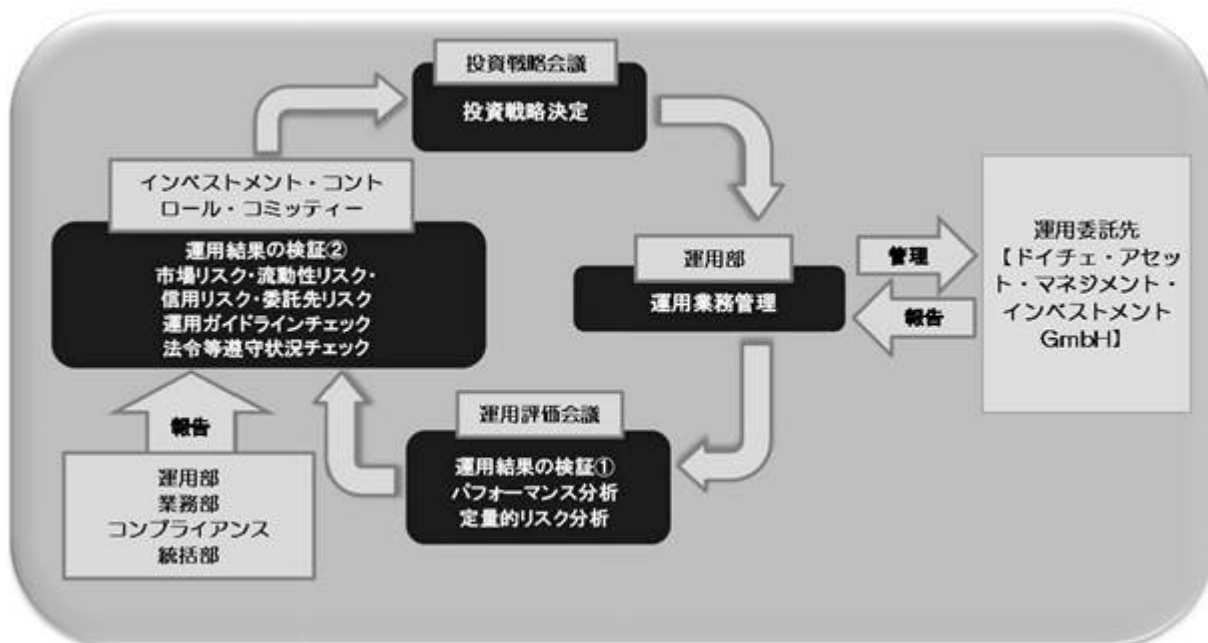 投資戦略会議
投資戦略決定
インベストメント・コント
ロール・コミッティー
運用結果の検証②
市場リスク・流動性リスク・
信用リスク・委託先リスク
運用ガイドラインチェック
法令等遵守状況チェック
運用部
運用業務管理
管理
報告
運用委託先
【ドイチェ・アセッ
ト・マネジメント・
インベストメント
GmbH】
運用評価会議
運用結果の検証①
パフォーマンス分析
定量的リスク分析
報告
運用部
業務部
コンプライアンス
統括部